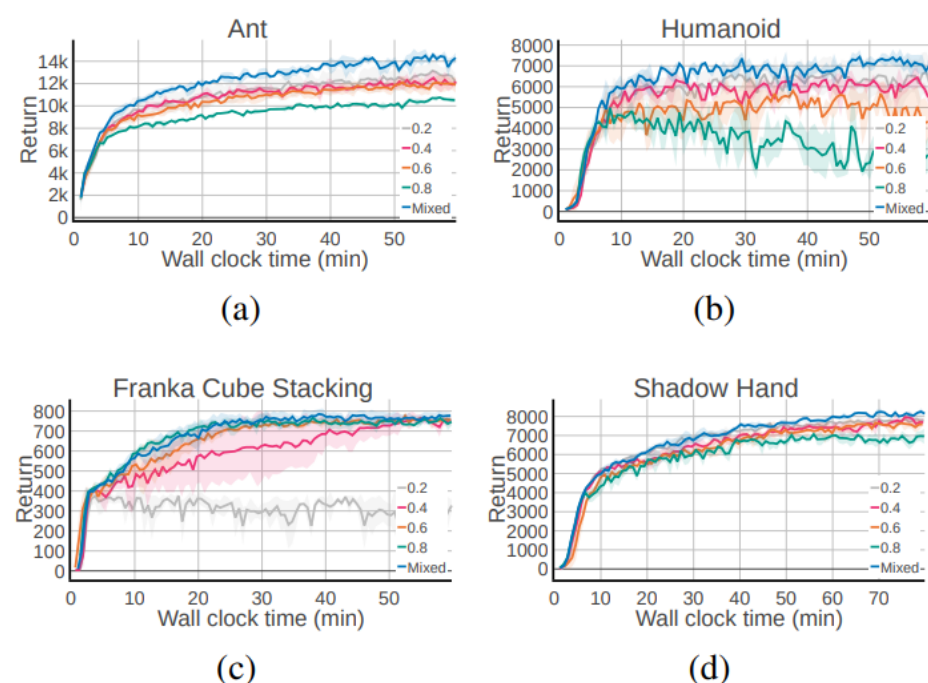 Ant
Return
14k
12k
10k
8k
6k
4k
2k
0
0 10 20 30 40 50
Wall clock time (min)
0.2
0.4
0.6
0.8
Mixed
(a)
Humanoid
Return
8000
7000
6000
5000
4000
3000
2000
1000
0
0 10 20 30 40 50
Wall clock time (min)
0.2
0.4
0.6
0.8
Mixed
(b)
Franka Cube Stacking
Return
800
700
600
500
400
300
200
100
0
0 10 20 30 40 50
Wall clock time (min)
0.2
0.4
0.6
0.8
Mixed
(c)
Shadow Hand
Return
8000
7000
6000
5000
4000
3000
2000
1000
0
0 10 20 30 40 50 60 70
Wall clock time (min)
0.2
0.4
0.6
0.8
Mixed
(d)